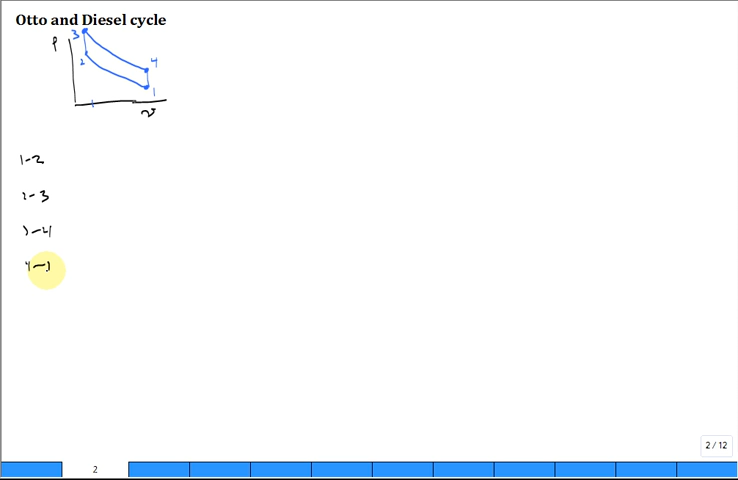 Otto and Diesel cycle
3
P
4
2
1
v
1-2
2-3
3-4
4-1
2 / 12
2